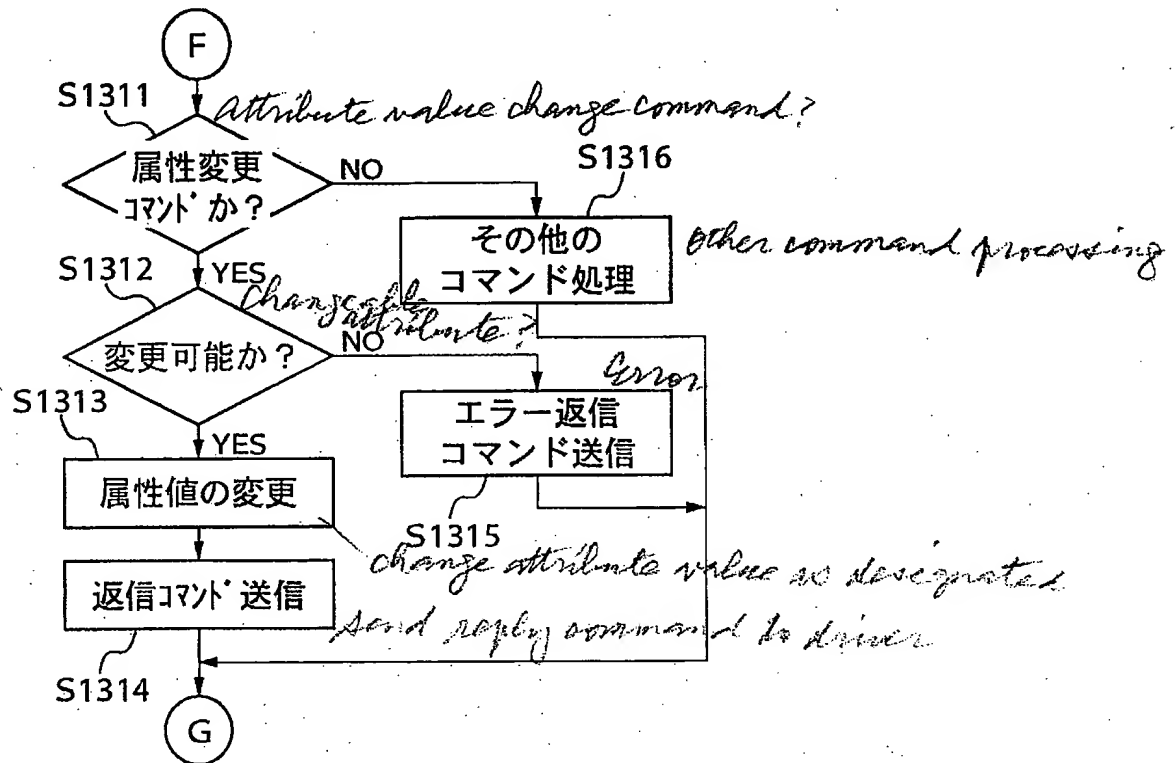 F
S1311
Attribute value change command?
属性変更
ｺﾏﾝﾄﾞか？
NO
S1316
その他の
コマンド処理
other command processing
YES
S1312
Changeable
attribute?
変更可能か？
NO
Error
エラー返信
コマンド送信
S1315
YES
S1313
属性値の変更
change attribute value as designated
返信ｺﾏﾝﾄﾞ送信
send reply command to driver
S1314
G